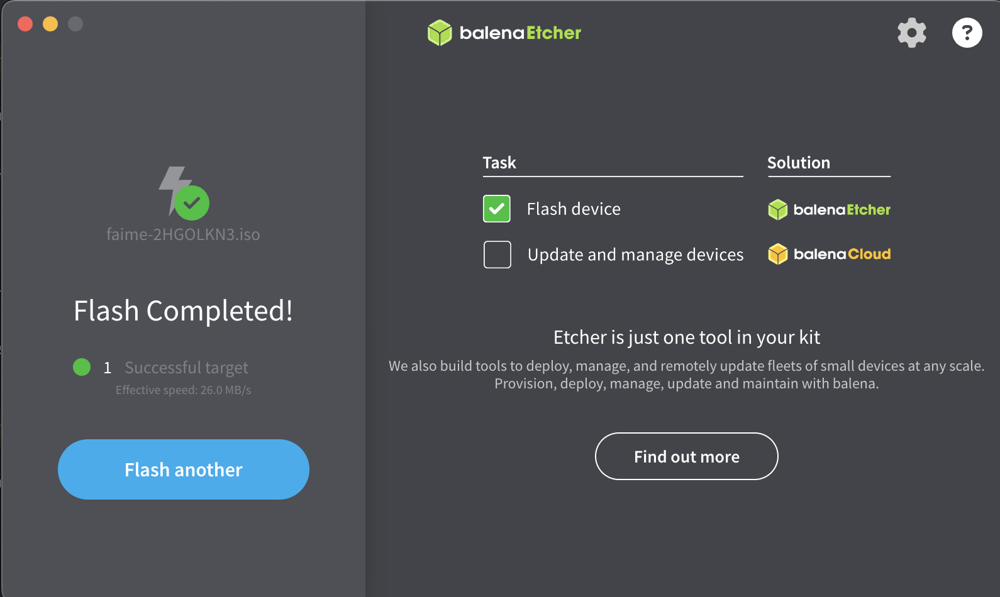 balenaEtcher
?
faime-2HGOLKN3.iso
Flash Completed!
1 Successful target
Effective speed: 26.0 MB/s
Flash another
Task Solution
Flash device balenaEtcher
Update and manage devices balenaCloud
Etcher is just one tool in your kit
We also build tools to deploy, manage, and remotely update fleets of small devices at any scale.
Provision, deploy, manage, update and maintain with balena.
Find out more